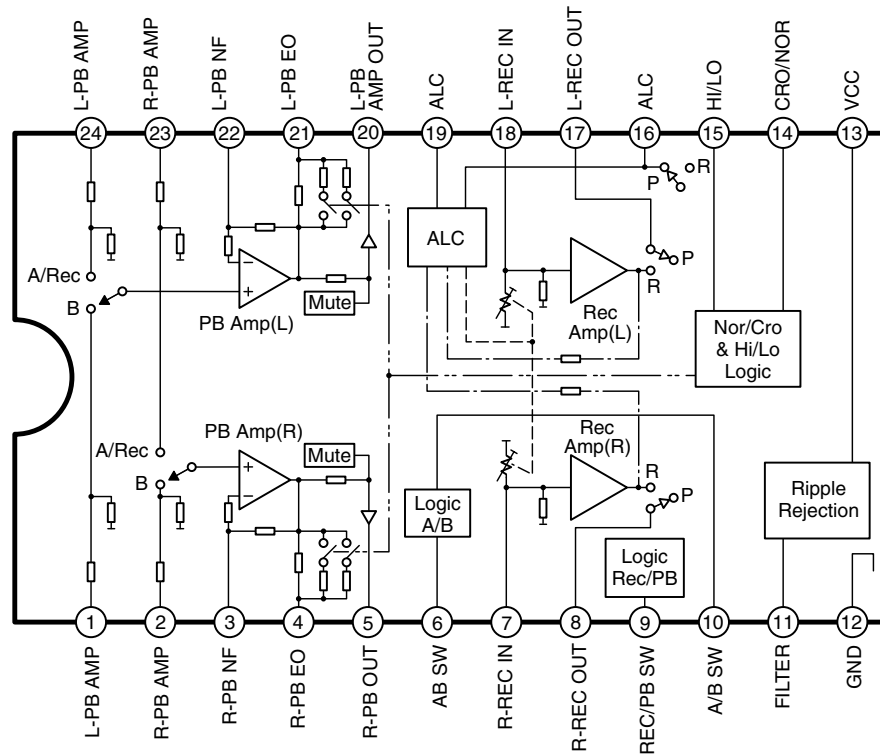 L-PB AMP
R-PB AMP
L-PB NF
L-PB EO
L-PB
AMP OUT
ALC
L-REC IN
L-REC OUT
ALC
HI/LO
CRO/NOR
VCC
24
23
22
21
20
19
18
17
16
15
14
13
P
R
ALC
A/Rec
B
−
+
PB Amp(L)
Mute
P
R
Rec
Amp(L)
Nor/Cro
& Hi/Lo
Logic
A/Rec
B
PB Amp(R)
+
−
Mute
Logic
A/B
Rec
Amp(R)
R
P
Logic
Rec/PB
Ripple
Rejection
1
2
3
4
5
6
7
8
9
10
11
12
L-PB AMP
R-PB AMP
R-PB NF
R-PB EO
R-PB OUT
AB SW
R-REC IN
R-REC OUT
REC/PB SW
A/B SW
FILTER
GND